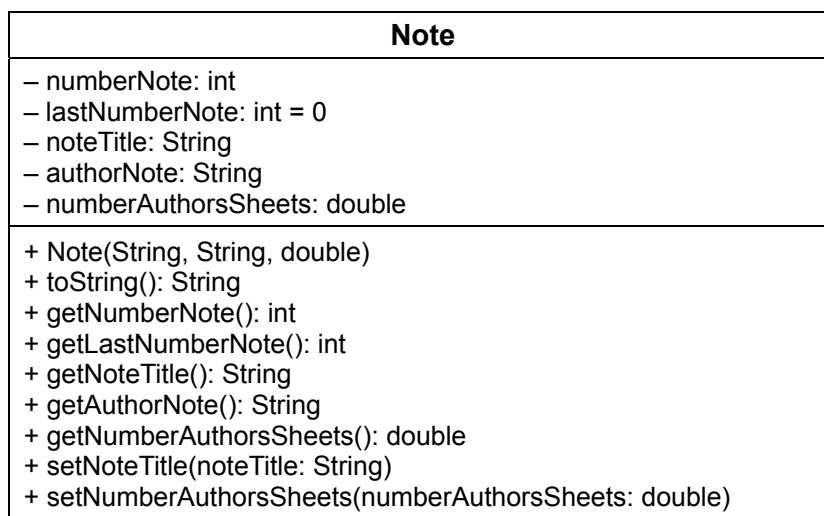 Note
– numberNote: int
– lastNumberNote: int = 0
– noteTitle: String
– authorNote: String
– numberAuthorsSheets: double
+ Note(String, String, double)
+ toString(): String
+ getNumberNote(): int
+ getLastNumberNote(): int
+ getNoteTitle(): String
+ getAuthorNote(): String
+ getNumberAuthorsSheets(): double
+ setNoteTitle(noteTitle: String)
+ setNumberAuthorsSheets(numberAuthorsSheets: double)